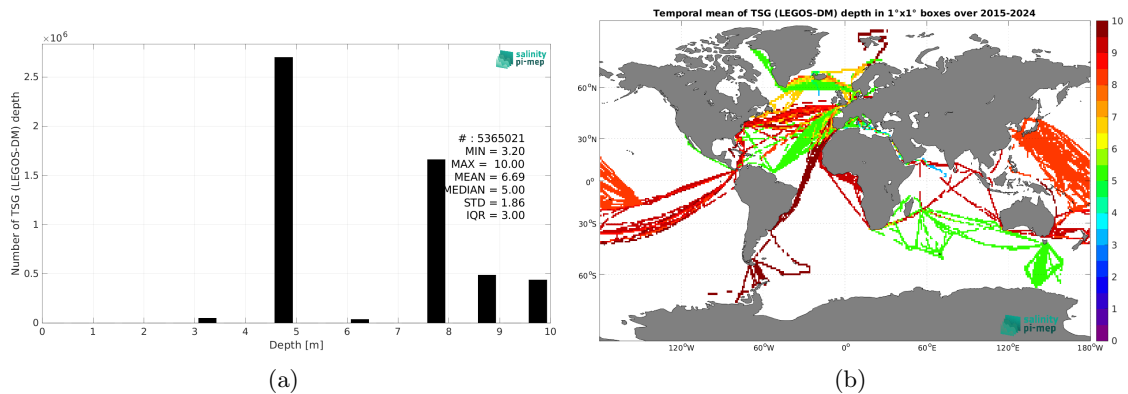 ×10⁶
salinity
pi-mep
2.5
2
1.5
1
0.5
0
# : 5365021
MIN = 3.20
MAX = 10.00
MEAN = 6.69
MEDIAN = 5.00
STD = 1.86
IQR = 3.00
Number of TSG (LEGOS-DM) depth
0 1 2 3 4 5 6 7 8 9 10
Depth [m]
(a)
Temporal mean of TSG (LEGOS-DM) depth in 1°x1° boxes over 2015-2024
60°N
30°N
0°
30°S
60°S
120°W 60°W 0° 60°E 120°E 180°W
salinity
pi-mep
10
9
8
7
6
5
4
3
2
1
0
(b)